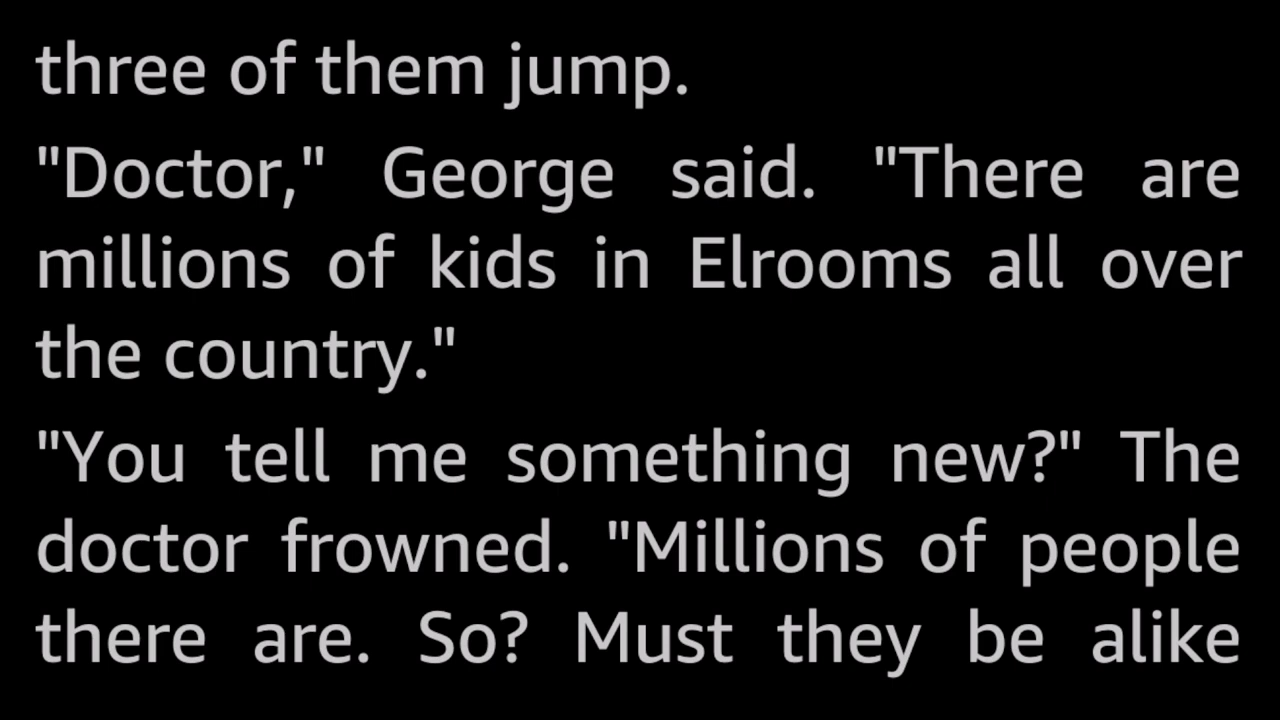 three of them jump.
"Doctor," George said. "There are
millions of kids in Elrooms all over
the country."
"You tell me something new?" The
doctor frowned. "Millions of people
there are. So? Must they be alike